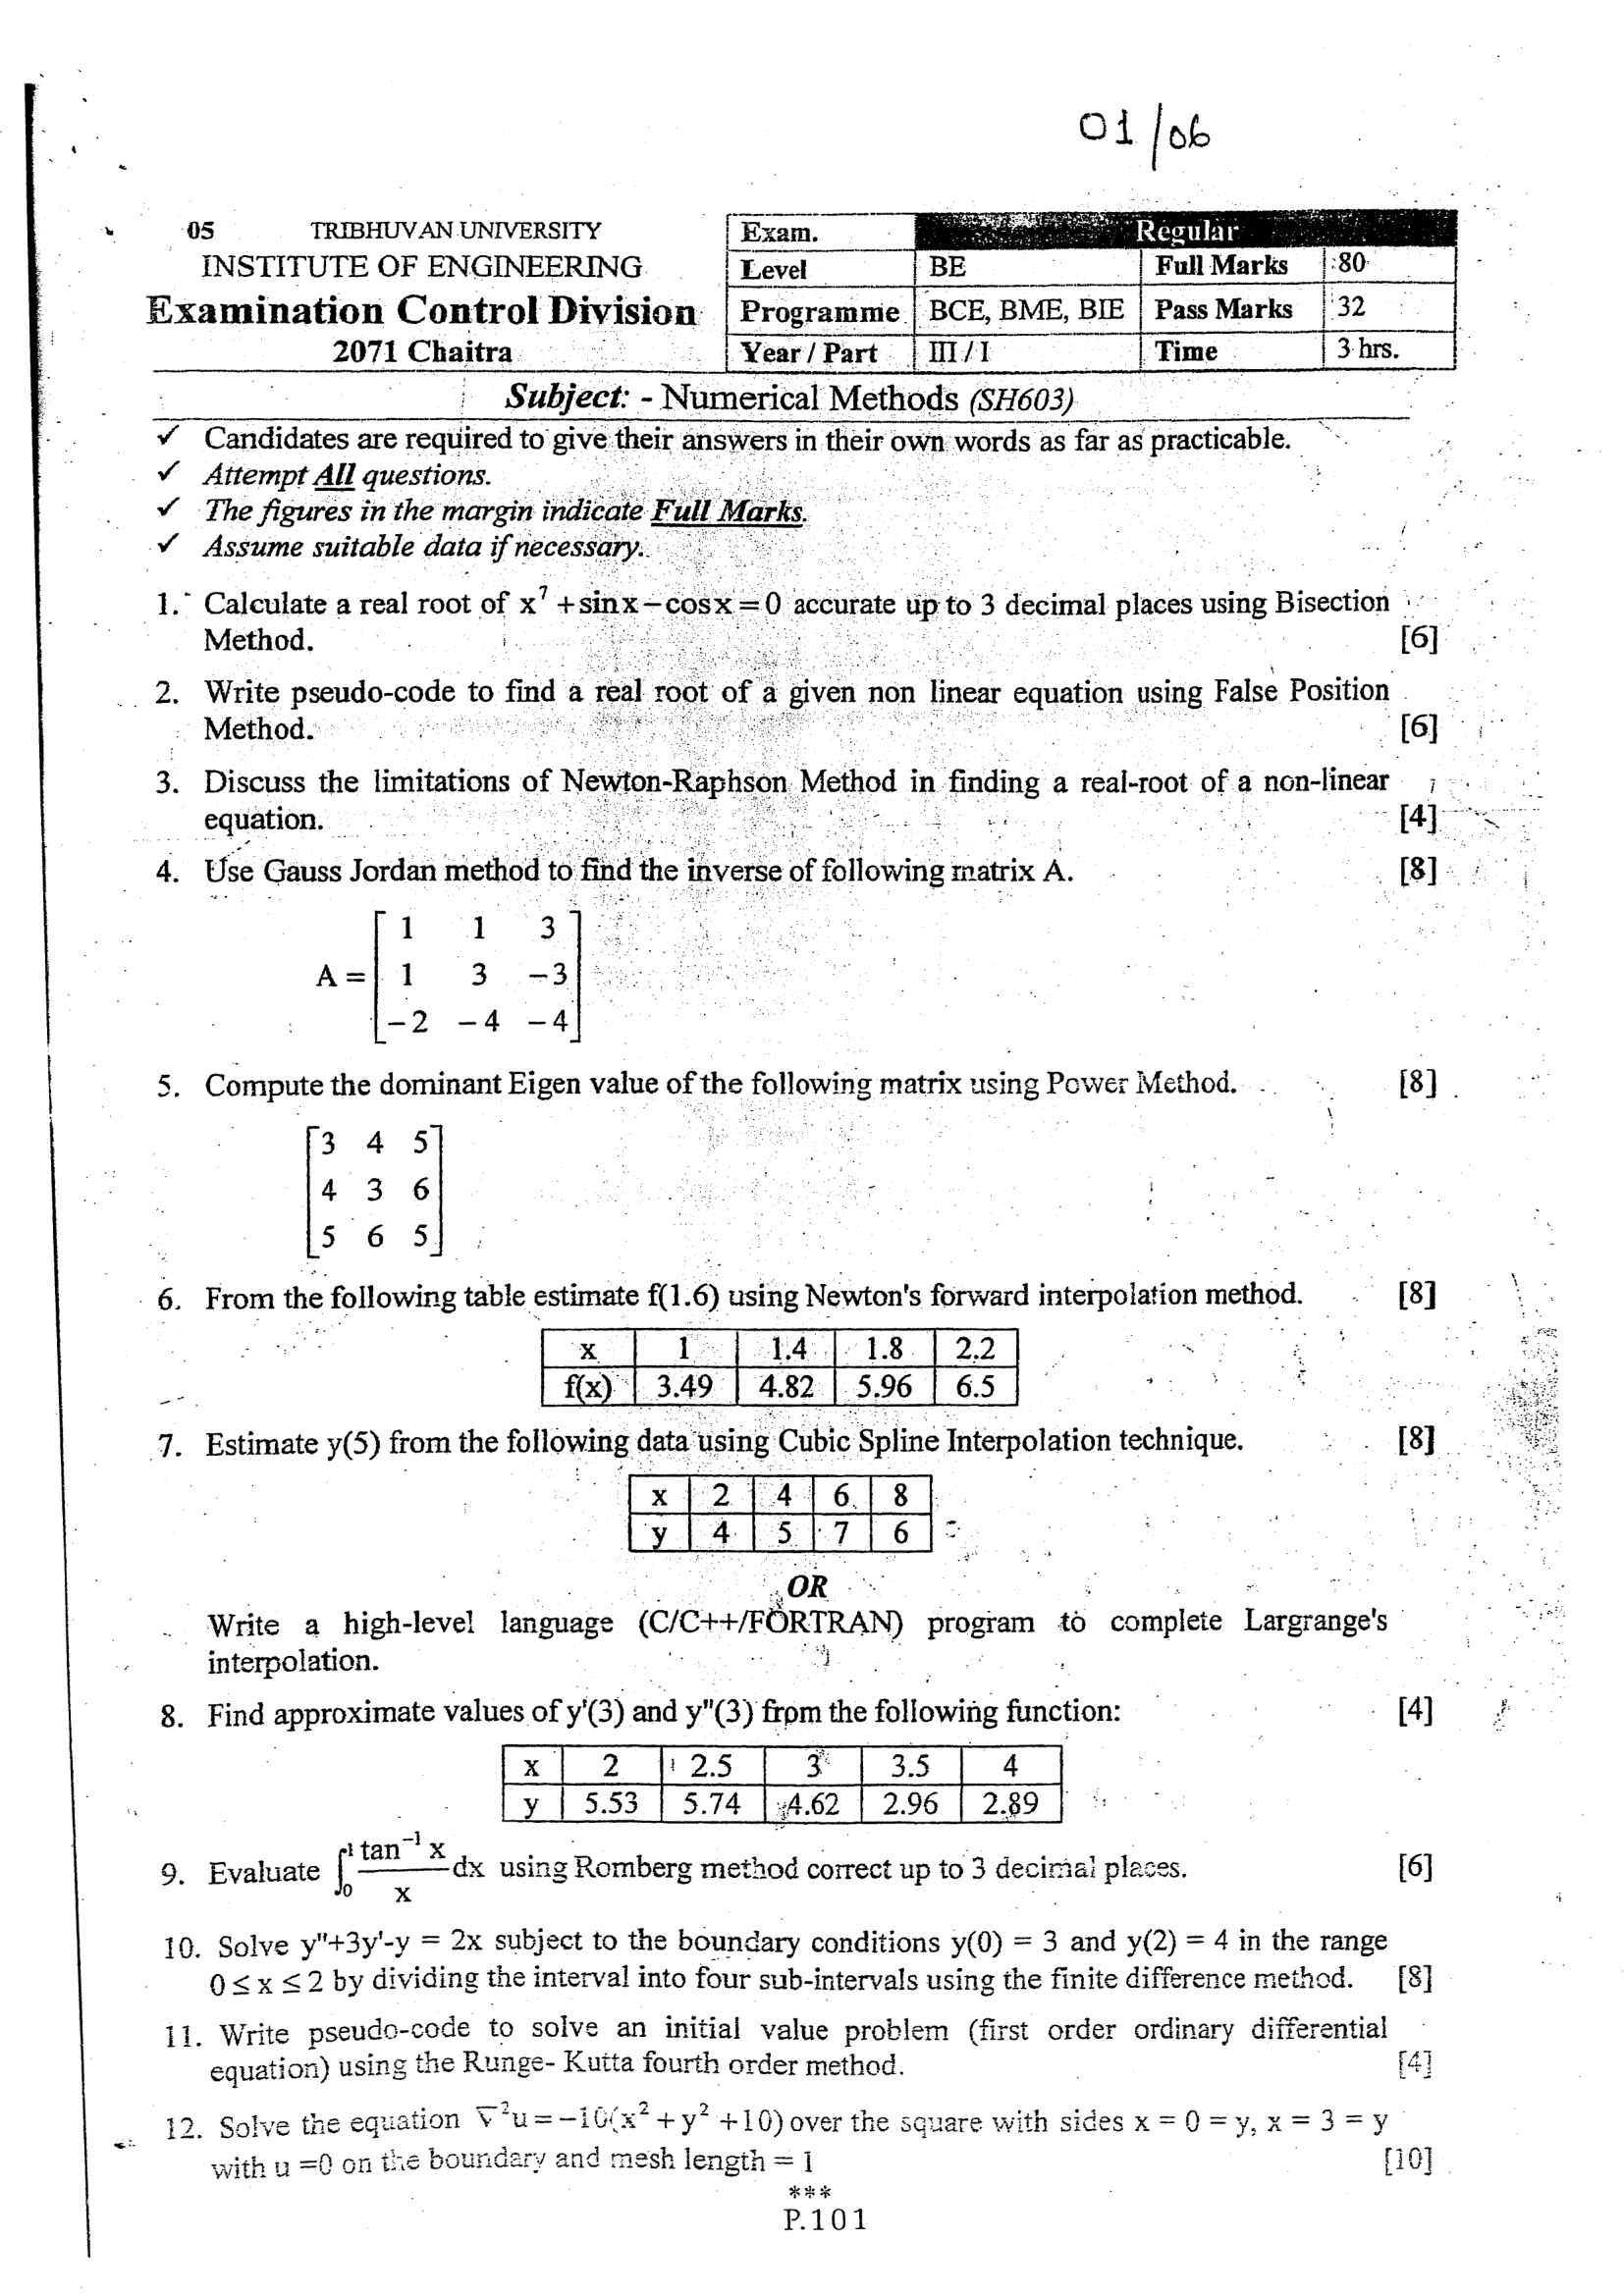 01/06
05 TRIBHUVAN UNIVERSITY
INSTITUTE OF ENGINEERING
Examination Control Division
2071 Chaitra
Exam. Regular
Level BE Full Marks 80
Programme BCE, BME, BIE Pass Marks 32
Year / Part III / I Time 3 hrs.
Subject: - Numerical Methods (SH603)
✓ Candidates are required to give their answers in their own words as far as practicable.
✓ Attempt All questions.
✓ The figures in the margin indicate Full Marks.
✓ Assume suitable data if necessary.
1. Calculate a real root of x⁷ + sin x − cos x = 0 accurate up to 3 decimal places using Bisection
Method. [6]
2. Write pseudo-code to find a real root of a given non linear equation using False Position
Method. [6]
3. Discuss the limitations of Newton-Raphson Method in finding a real-root of a non-linear
equation. [4]
4. Use Gauss Jordan method to find the inverse of following matrix A. [8]
1 1 3
A = 1 3 −3
−2 −4 −4
5. Compute the dominant Eigen value of the following matrix using Power Method. [8]
3 4 5
4 3 6
5 6 5
6. From the following table estimate f(1.6) using Newton's forward interpolation method. [8]
x 1 1.4 1.8 2.2
f(x) 3.49 4.82 5.96 6.5
7. Estimate y(5) from the following data using Cubic Spline Interpolation technique. [8]
x 2 4 6 8
y 4 5 7 6
OR
Write a high-level language (C/C++/FORTRAN) program to complete Largrange's
interpolation.
8. Find approximate values of y'(3) and y"(3) from the following function: [4]
x 2 2.5 3 3.5 4
y 5.53 5.74 4.62 2.96 2.89
9. Evaluate ∫₀¹ tan⁻¹ x / x dx using Romberg method correct up to 3 decimal places. [6]
10. Solve y"+3y'-y = 2x subject to the boundary conditions y(0) = 3 and y(2) = 4 in the range
0 ≤ x ≤ 2 by dividing the interval into four sub-intervals using the finite difference method. [8]
11. Write pseudo-code to solve an initial value problem (first order ordinary differential
equation) using the Runge- Kutta fourth order method. [4]
12. Solve the equation ∇²u = −10(x² + y² + 10) over the square with sides x = 0 = y, x = 3 = y
with u =0 on the boundary and mesh length = 1 [10]
***
P.101